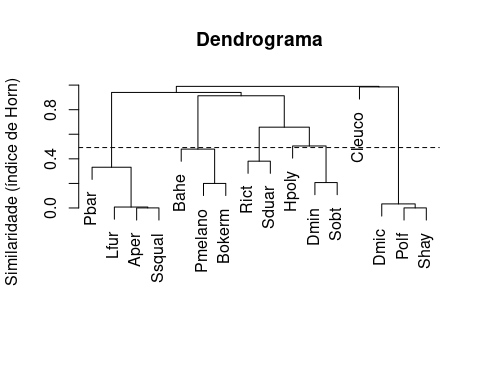 Dendrograma
Similaridade (índice de Horn)
0.8
0.4
0.0
Pbar
Lfur
Aper
Ssqual
Bahe
Pmelano
Bokerm
Rict
Sduar
Hpoly
Dmin
Sobt
Cleuco
Dmic
Polf
Shay